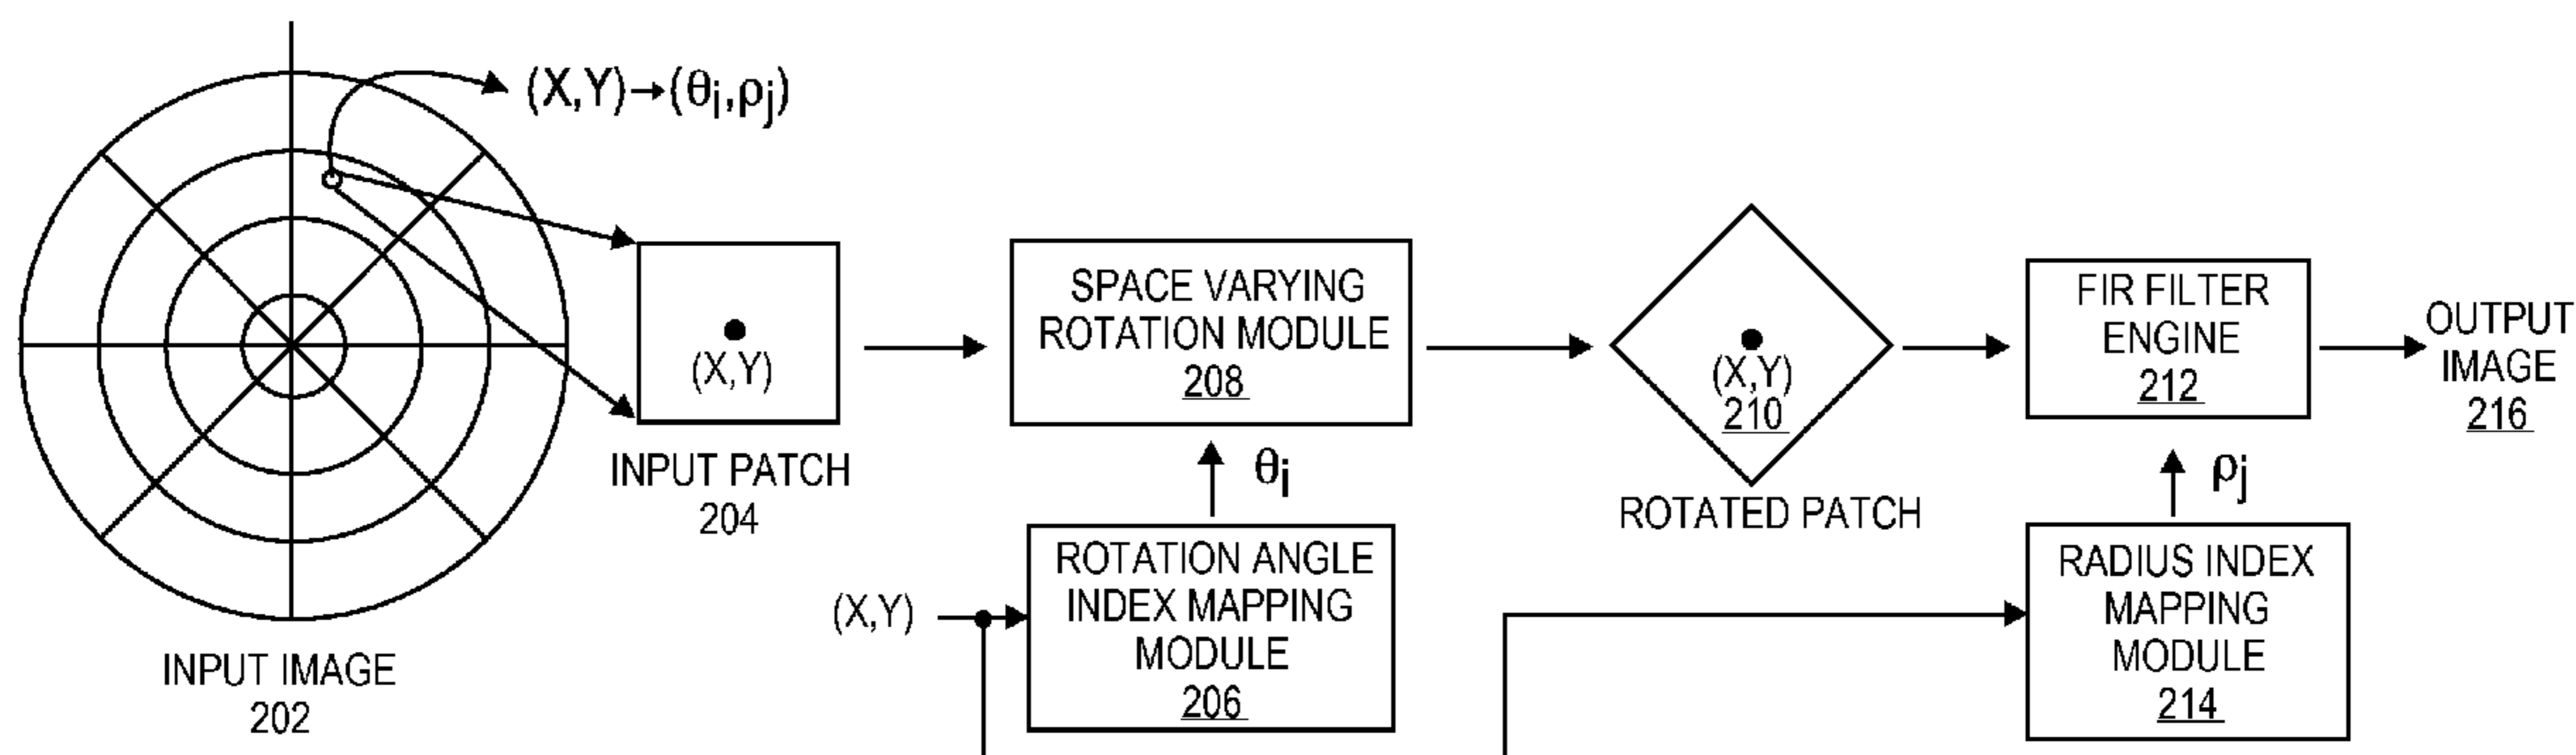 (X,Y)→(θi,ρj)
(X,Y)
INPUT PATCH
204
INPUT IMAGE
202
SPACE VARYING
ROTATION MODULE
208
θi
(X,Y)
ROTATION ANGLE
INDEX MAPPING
MODULE
206
(X,Y)
210
ROTATED PATCH
FIR FILTER
ENGINE
212
ρj
RADIUS INDEX
MAPPING
MODULE
214
OUTPUT
IMAGE
216